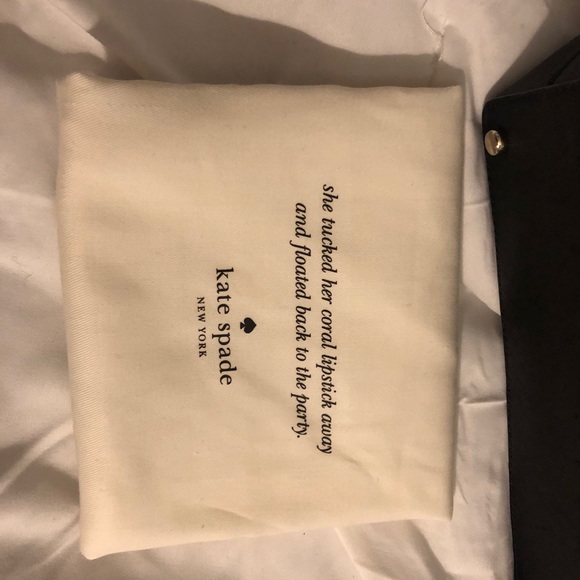 she tucked her coral lipstick away
and floated back to the party.
kate spade
NEW YORK